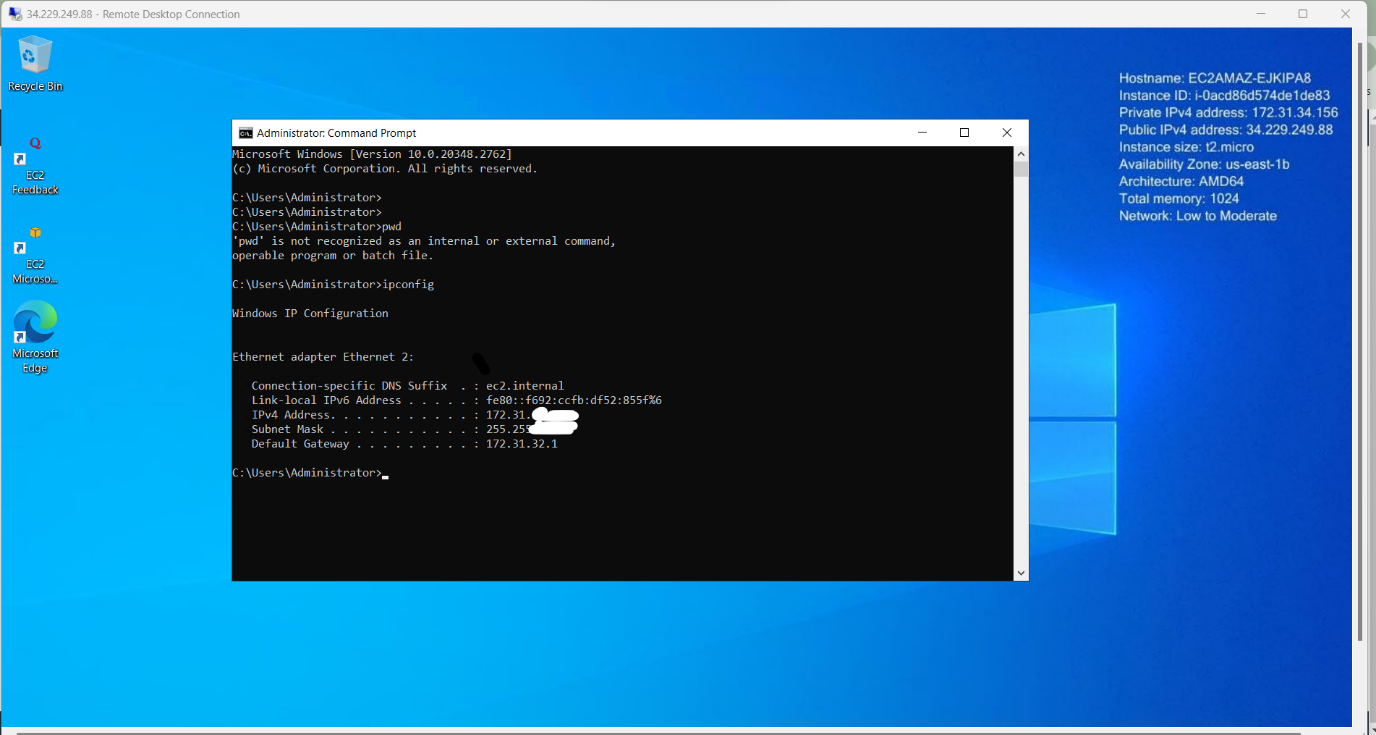 34.229.249.88 - Remote Desktop Connection
Recycle Bin
EC2
Feedback
EC2
Microso...
Microsoft
Edge
Hostname: EC2AMAZ-EJKIPA8
Instance ID: i-0acd86d574de1de83
Private IPv4 address: 172.31.34.156
Public IPv4 address: 34.229.249.88
Instance size: t2.micro
Availability Zone: us-east-1b
Architecture: AMD64
Total memory: 1024
Network: Low to Moderate
Administrator: Command Prompt
Microsoft Windows [Version 10.0.20348.2762]
(c) Microsoft Corporation. All rights reserved.
C:\Users\Administrator>
C:\Users\Administrator>
C:\Users\Administrator>pwd
'pwd' is not recognized as an internal or external command,
operable program or batch file.
C:\Users\Administrator>ipconfig
Windows IP Configuration
Ethernet adapter Ethernet 2:
Connection-specific DNS Suffix  . : ec2.internal
Link-local IPv6 Address . . . . . : fe80::f692:ccfb:df52:855f%6
IPv4 Address. . . . . . . . . . . : 172.31.
Subnet Mask . . . . . . . . . . . : 255.255
Default Gateway . . . . . . . . . : 172.31.32.1
C:\Users\Administrator>